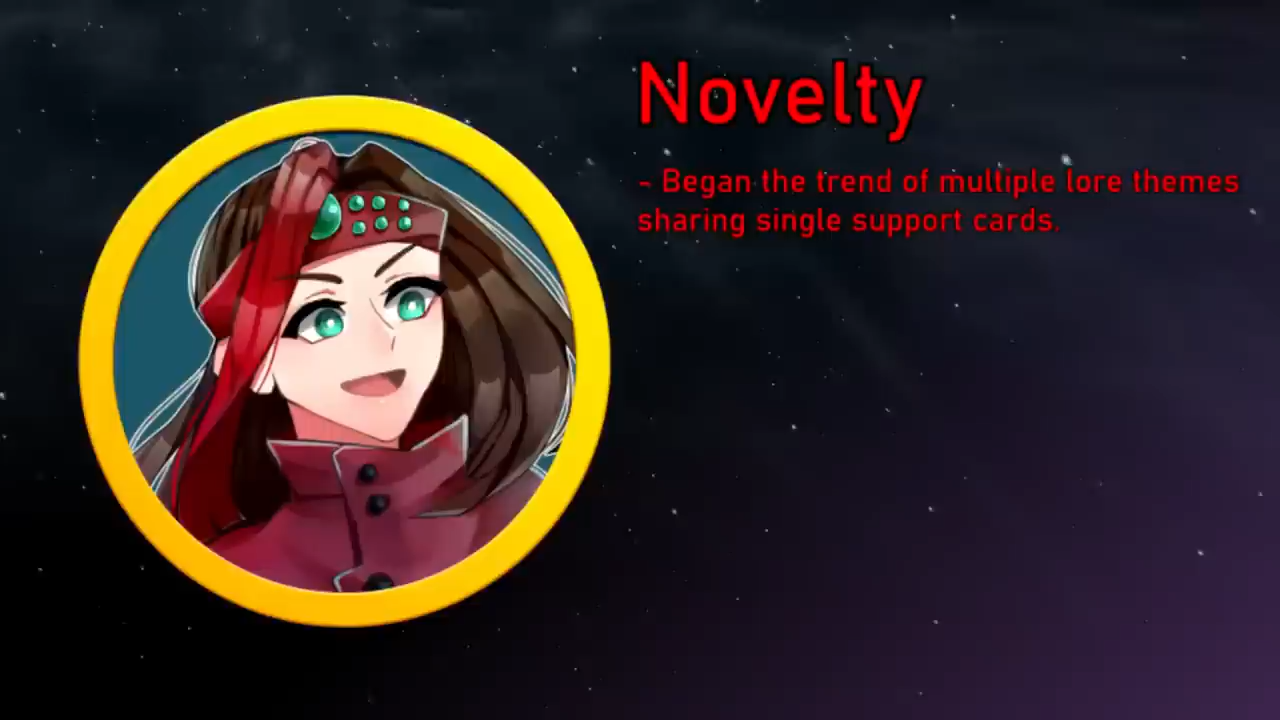 Novelty
- Began the trend of multiple lore themes
sharing single support cards.